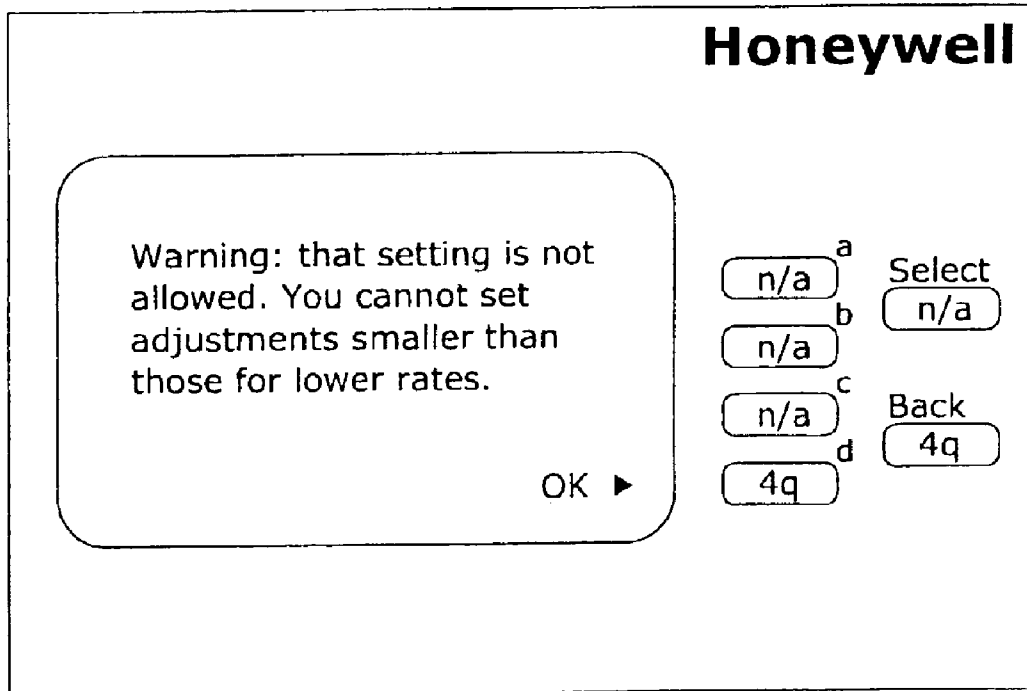 Honeywell
Warning: that setting is not
allowed. You cannot set
adjustments smaller than
those for lower rates.
OK ▶
a
n/a
b
n/a
c
n/a
d
4q
Select
n/a
Back
4q